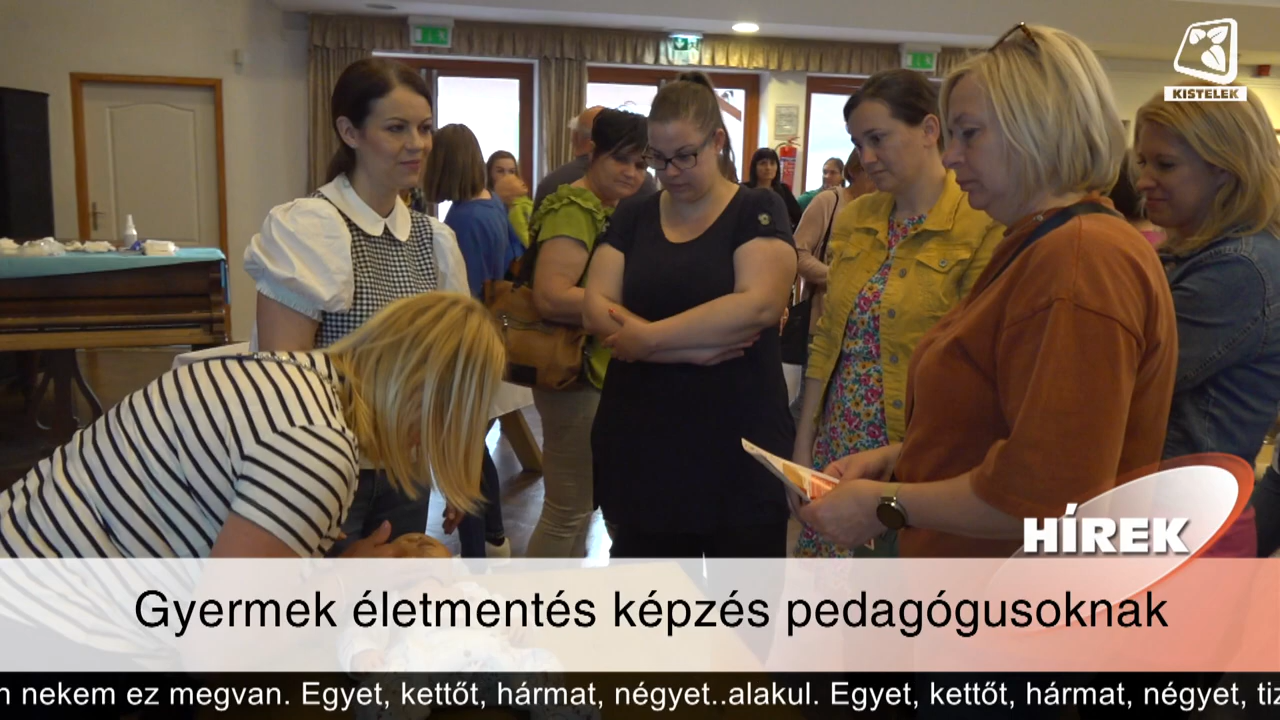 KISTELEK
HÍREK
Gyermek életmentés képzés pedagógusoknak
nekem ez megvan. Egyet, kettőt, hármat, négyet..alakul. Egyet, kettőt, hármat, négyet,